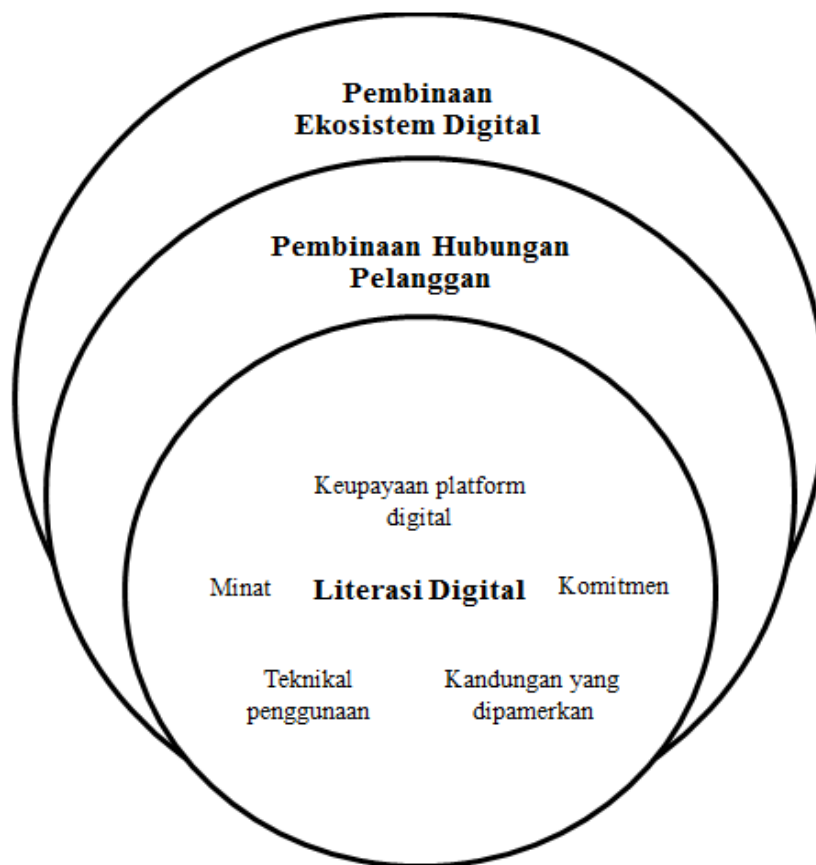 Pembinaan
Ekosistem Digital
Pembinaan Hubungan
Pelanggan
Keupayaan platform
digital
Minat
Literasi Digital
Komitmen
Teknikal
penggunaan
Kandungan yang
dipamerkan